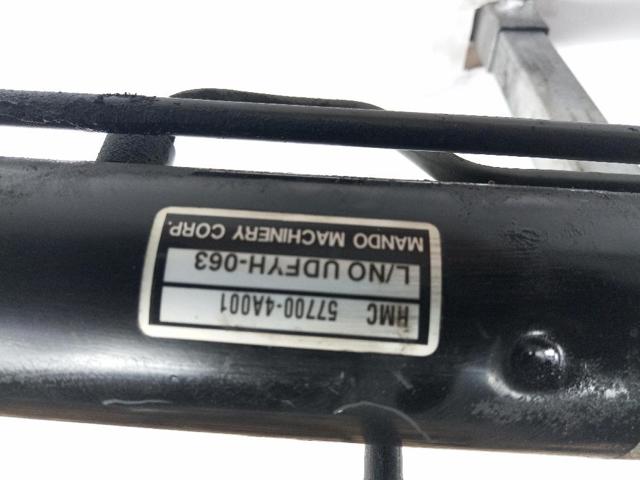 HMC 57700-4A001
L/NO UDFYH-063
MANDO MACHINERY CORP.